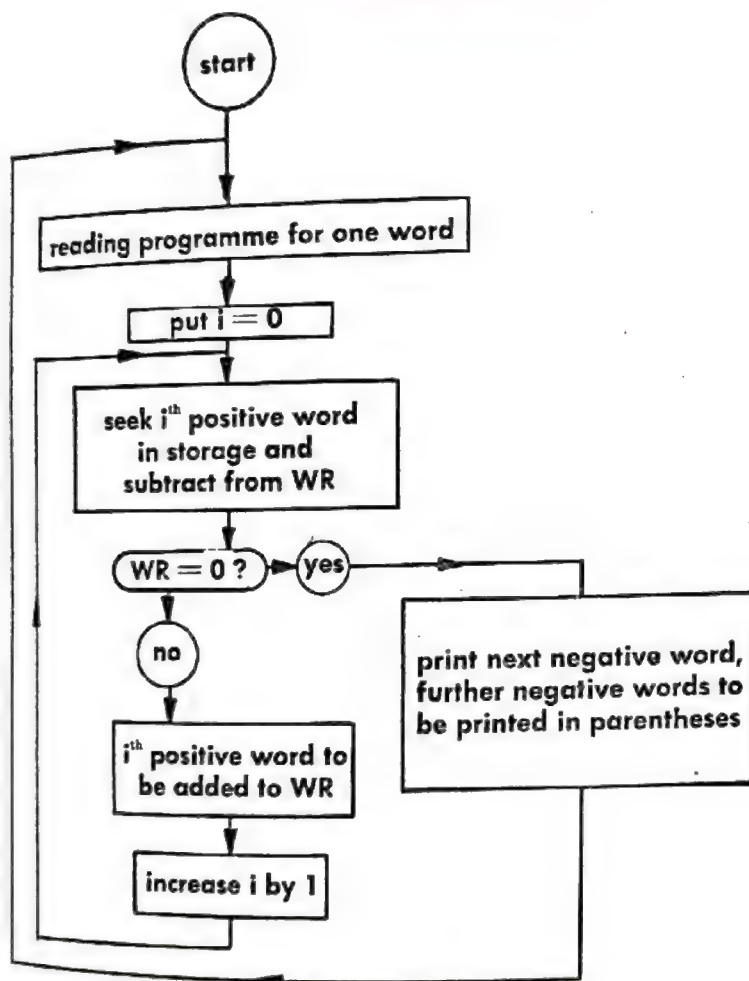 start
reading programme for one word
put i = 0
seek iᵗʰ positive word
in storage and
subtract from WR
WR = 0 ?
yes
no
print next negative word,
further negative words to
be printed in parentheses
iᵗʰ positive word to
be added to WR
increase i by 1